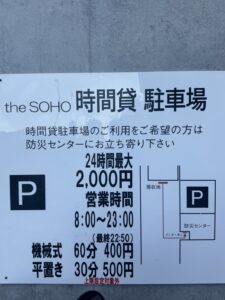 the SOHO 時間貸 駐車場
時間貸駐車場のご利用をご希望の方は
防災センターにお立ち寄り下さい
24時間最大
2,000円
営業時間
8:00〜23:00
(最終22:50)
機械式 60分 400円
平置き 30分 500円
P
現在地
P
防災センター